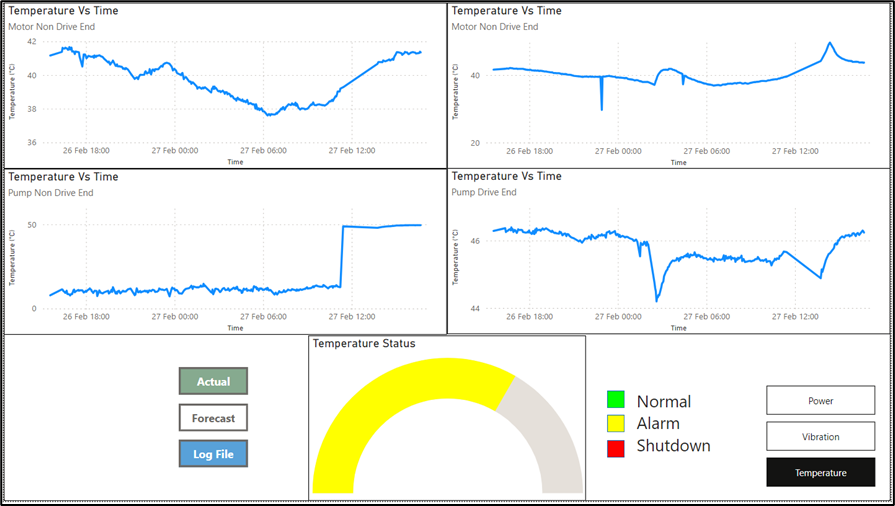 Temperature Vs Time
Motor Non Drive End
42
40
38
36
Temperature (°C)
26 Feb 18:00 27 Feb 00:00 27 Feb 06:00 27 Feb 12:00
Time
Temperature Vs Time
Motor Non Drive End
40
20
Temperature (°C)
26 Feb 18:00 27 Feb 00:00 27 Feb 06:00 27 Feb 12:00
Time
Temperature Vs Time
Pump Non Drive End
50
0
Temperature (°C)
26 Feb 18:00 27 Feb 00:00 27 Feb 06:00 27 Feb 12:00
Time
Temperature Vs Time
Pump Drive End
46
44
Temperature (°C)
26 Feb 18:00 27 Feb 00:00 27 Feb 06:00 27 Feb 12:00
Time
Actual
Forecast
Log File
Temperature Status
Normal
Alarm
Shutdown
Power
Vibration
Temperature